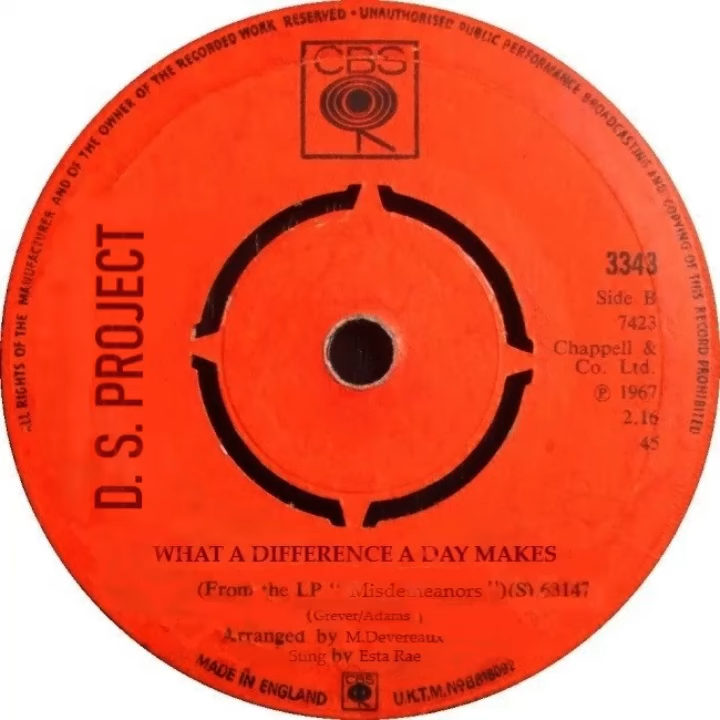 ALL RIGHTS OF THE MANUFACTURER AND OF THE OWNER OF THE RECORDED WORK RESERVED • UNAUTHORISED PUBLIC PERFORMANCE BROADCASTING AND COPYING OF THIS RECORD PROHIBITED
CBS
D. S. PROJECT
3343
Side B
7423
Chappell &
Co. Ltd.
℗ 1967
2.16
45
WHAT A DIFFERENCE A DAY MAKES
(From the LP " Misdemeanors ")(S) 63147
(Grever/Adams )
Arranged by M.Devereaux
Sung by Esta Rae
MADE IN ENGLAND
CBS
U.K.T.M.